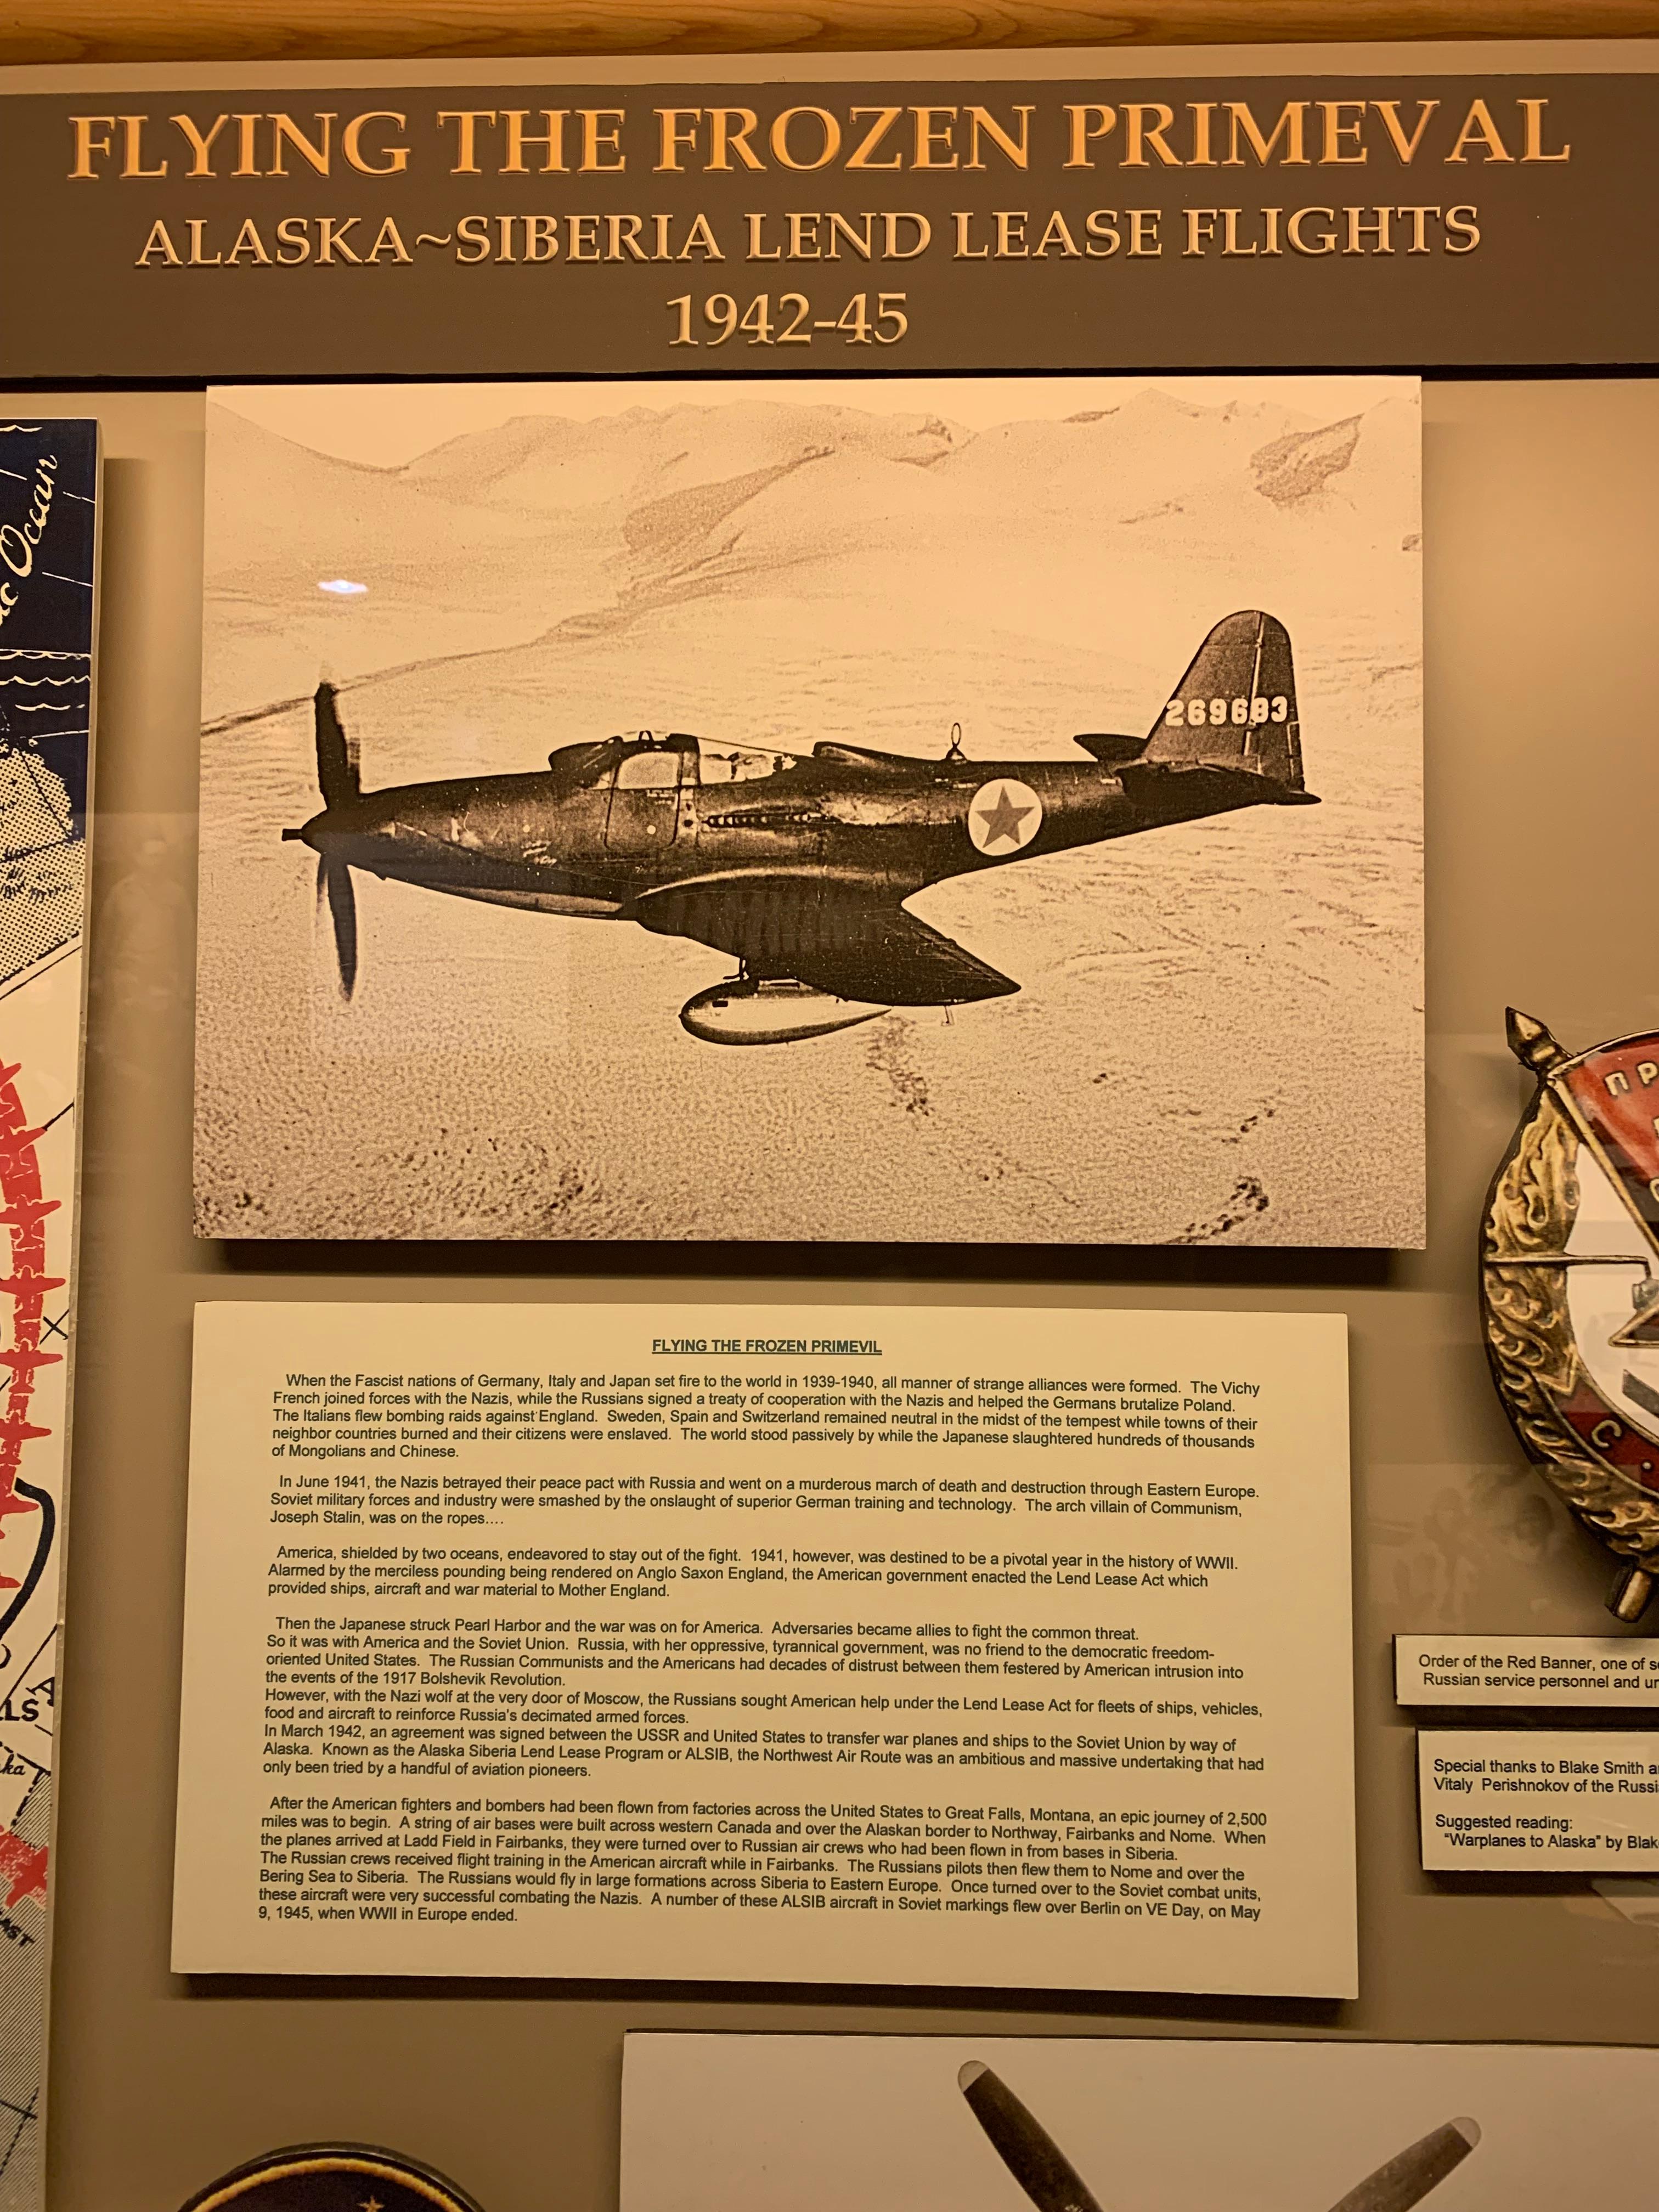 FLYING THE FROZEN PRIMEVAL
ALASKA~SIBERIA LEND LEASE FLIGHTS
1942-45
Ocean
269683
FLYING THE FROZEN PRIMEVIL
When the Fascist nations of Germany, Italy and Japan set fire to the world in 1939-1940, all manner of strange alliances were formed. The Vichy
French joined forces with the Nazis, while the Russians signed a treaty of cooperation with the Nazis and helped the Germans brutalize Poland.
The Italians flew bombing raids against England. Sweden, Spain and Switzerland remained neutral in the midst of the tempest while towns of their
neighbor countries burned and their citizens were enslaved. The world stood passively by while the Japanese slaughtered hundreds of thousands
of Mongolians and Chinese.
In June 1941, the Nazis betrayed their peace pact with Russia and went on a murderous march of death and destruction through Eastern Europe.
Soviet military forces and industry were smashed by the onslaught of superior German training and technology. The arch villain of Communism,
Joseph Stalin, was on the ropes….
America, shielded by two oceans, endeavored to stay out of the fight. 1941, however, was destined to be a pivotal year in the history of WWII.
Alarmed by the merciless pounding being rendered on Anglo Saxon England, the American government enacted the Lend Lease Act which
provided ships, aircraft and war material to Mother England.
Then the Japanese struck Pearl Harbor and the war was on for America. Adversaries became allies to fight the common threat.
So it was with America and the Soviet Union. Russia, with her oppressive, tyrannical government, was no friend to the democratic freedom-
oriented United States. The Russian Communists and the Americans had decades of distrust between them festered by American intrusion into
the events of the 1917 Bolshevik Revolution.
However, with the Nazi wolf at the very door of Moscow, the Russians sought American help under the Lend Lease Act for fleets of ships, vehicles,
food and aircraft to reinforce Russia's decimated armed forces.
In March 1942, an agreement was signed between the USSR and United States to transfer war planes and ships to the Soviet Union by way of
Alaska. Known as the Alaska Siberia Lend Lease Program or ALSIB, the Northwest Air Route was an ambitious and massive undertaking that had
only been tried by a handful of aviation pioneers.
After the American fighters and bombers had been flown from factories across the United States to Great Falls, Montana, an epic journey of 2,500
miles was to begin. A string of air bases were built across western Canada and over the Alaskan border to Northway, Fairbanks and Nome. When
the planes arrived at Ladd Field in Fairbanks, they were turned over to Russian air crews who had been flown in from bases in Siberia.
The Russian crews received flight training in the American aircraft while in Fairbanks. The Russians pilots then flew them to Nome and over the
Bering Sea to Siberia. The Russians would fly in large formations across Siberia to Eastern Europe. Once turned over to the Soviet combat units,
these aircraft were very successful combating the Nazis. A number of these ALSIB aircraft in Soviet markings flew over Berlin on VE Day, on May
9, 1945, when WWII in Europe ended.
ПР
С
Order of the Red Banner, one of
Russian service personnel and
Special thanks to Blake Smith
Vitaly Perishnokov of the
Suggested reading:
"Warplanes to Alaska" by